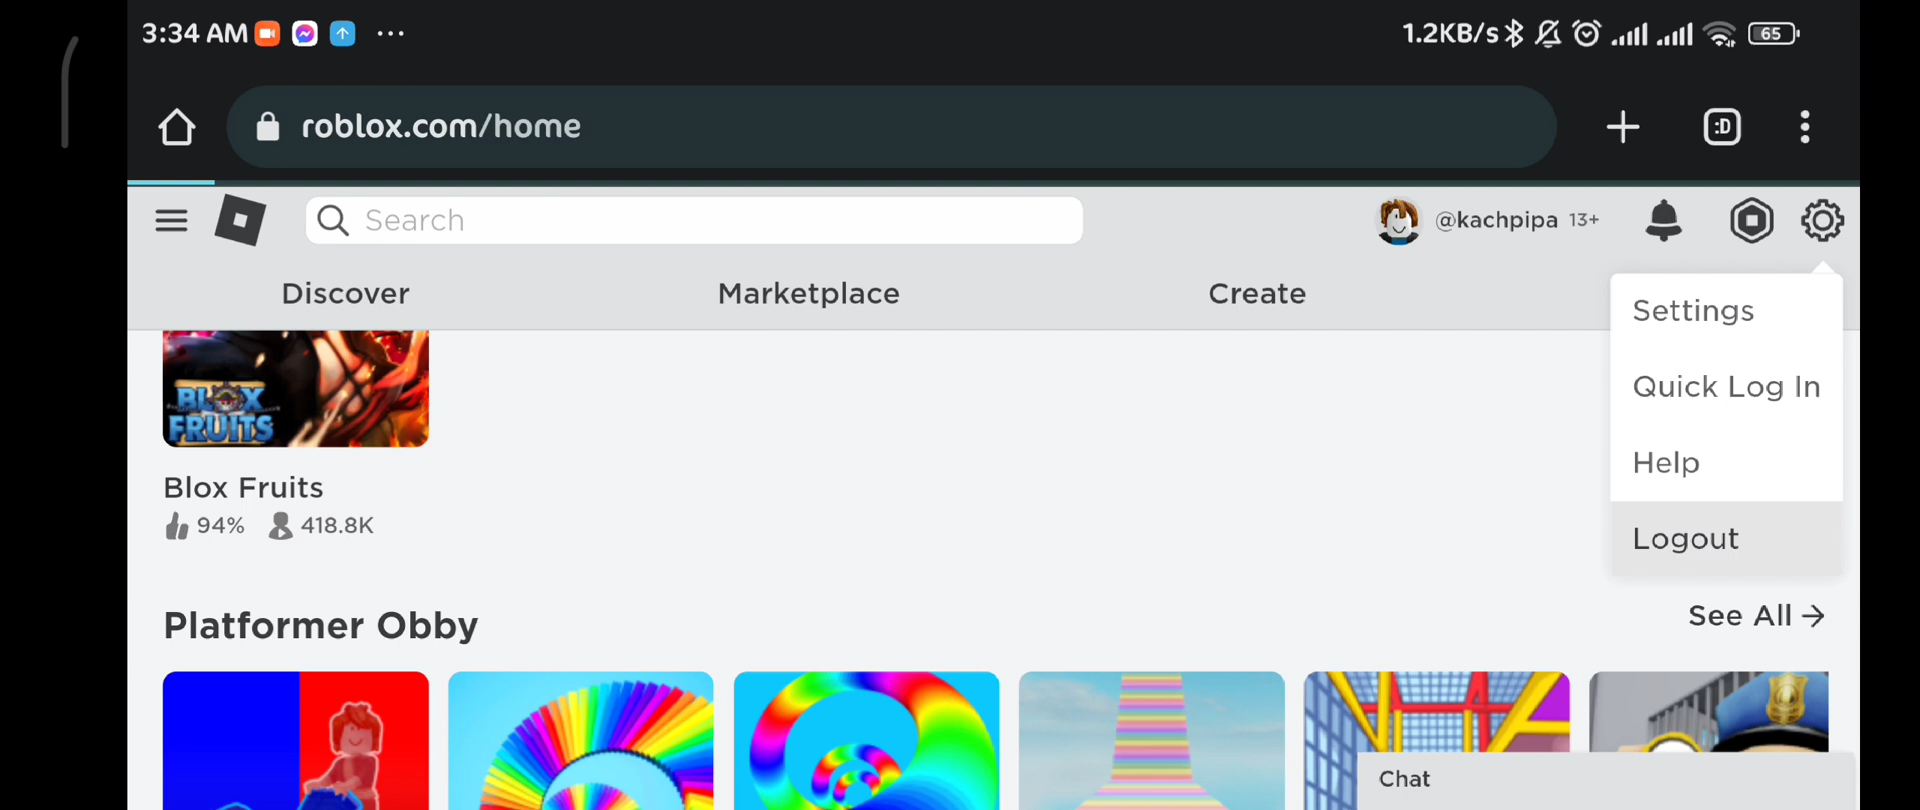 3:34 AM
1.2KB/s
65
roblox.com/home
:D
Search
@kachpipa 13+
Discover
Marketplace
Create
Settings
Quick Log In
Help
Logout
BLOX
FRUITS
Blox Fruits
94% 418.8K
Platformer Obby
See All
Chat